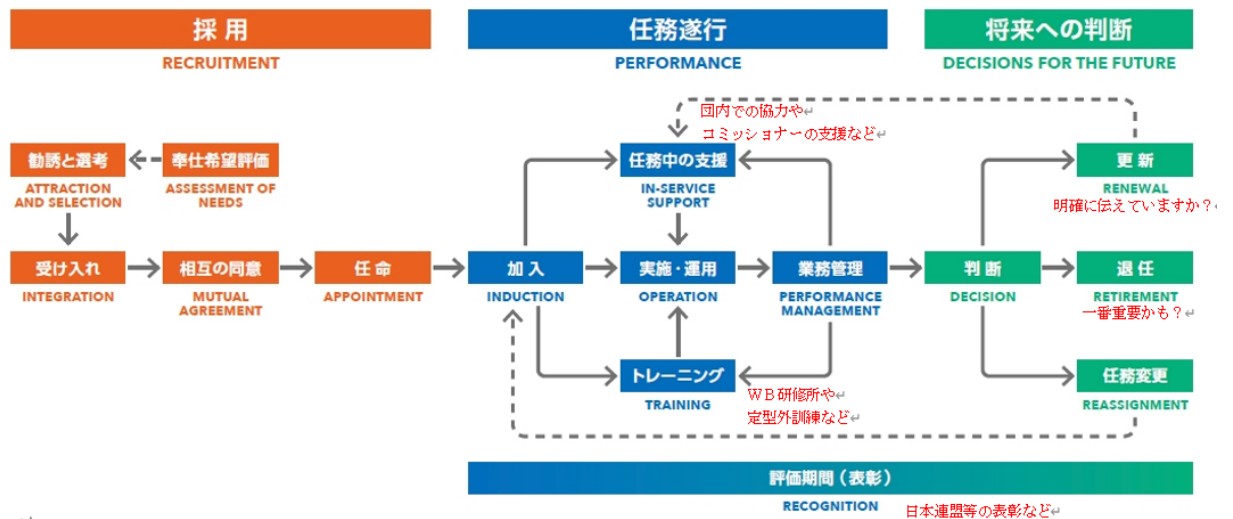 採用
RECRUITMENT
任務遂行
PERFORMANCE
将来への判断
DECISIONS FOR THE FUTURE
団内での協力や
コミッショナーの支援など
勧誘と選考
ATTRACTION
AND SELECTION
奉仕希望評価
ASSESSMENT OF
NEEDS
任務中の支援
IN-SERVICE
SUPPORT
更新
RENEWAL
明確に伝えていますか？
受け入れ
INTEGRATION
相互の同意
MUTUAL
AGREEMENT
任命
APPOINTMENT
加入
INDUCTION
実施・運用
OPERATION
業務管理
PERFORMANCE
MANAGEMENT
判断
DECISION
退任
RETIREMENT
一番重要かも？
トレーニング
TRAINING
ＷＢ研修所や
定型外訓練など
任務変更
REASSIGNMENT
評価期間（表彰）
RECOGNITION
日本連盟等の表彰など